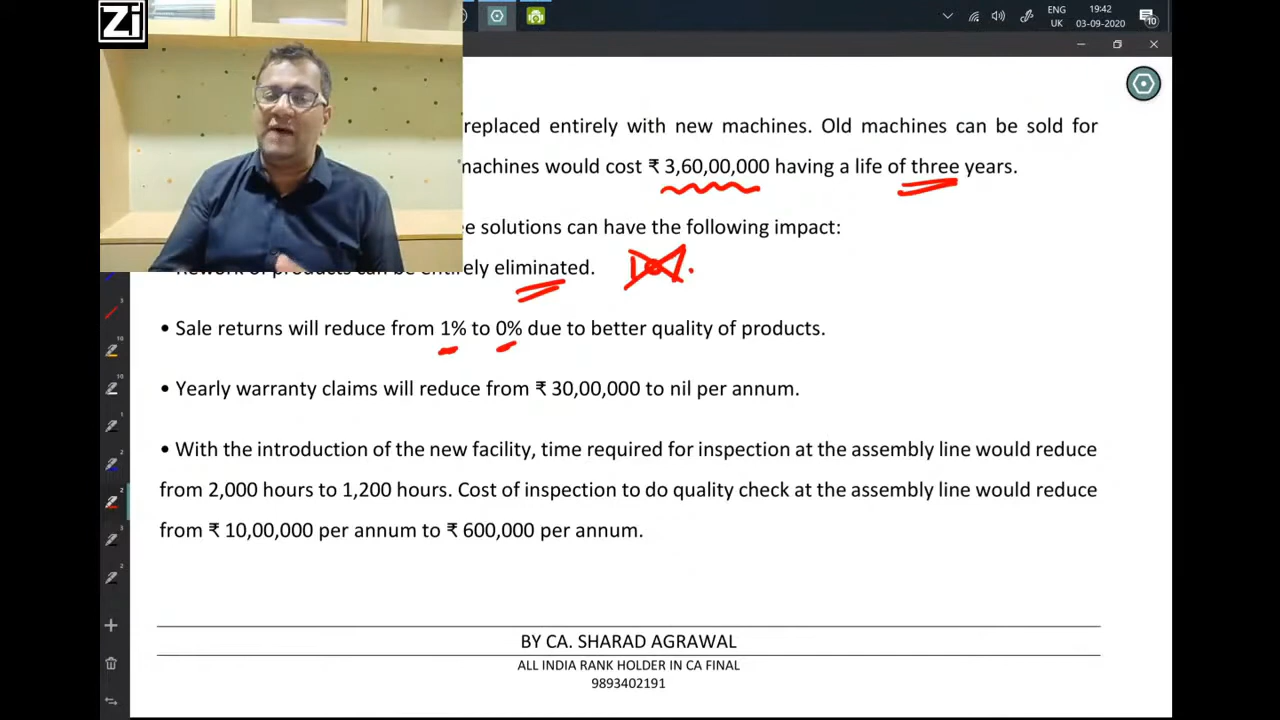 Zi
ENG
UK
19:42
03-09-2020
10
replaced entirely with new machines. Old machines can be sold for
machines would cost ₹ 3,60,00,000 having a life of three years.
solutions can have the following impact:
entirely eliminated.
• Sale returns will reduce from 1% to 0% due to better quality of products.
• Yearly warranty claims will reduce from ₹ 30,00,000 to nil per annum.
• With the introduction of the new facility, time required for inspection at the assembly line would reduce
from 2,000 hours to 1,200 hours. Cost of inspection to do quality check at the assembly line would reduce
from ₹ 10,00,000 per annum to ₹ 600,000 per annum.
BY CA. SHARAD AGRAWAL
ALL INDIA RANK HOLDER IN CA FINAL
9893402191